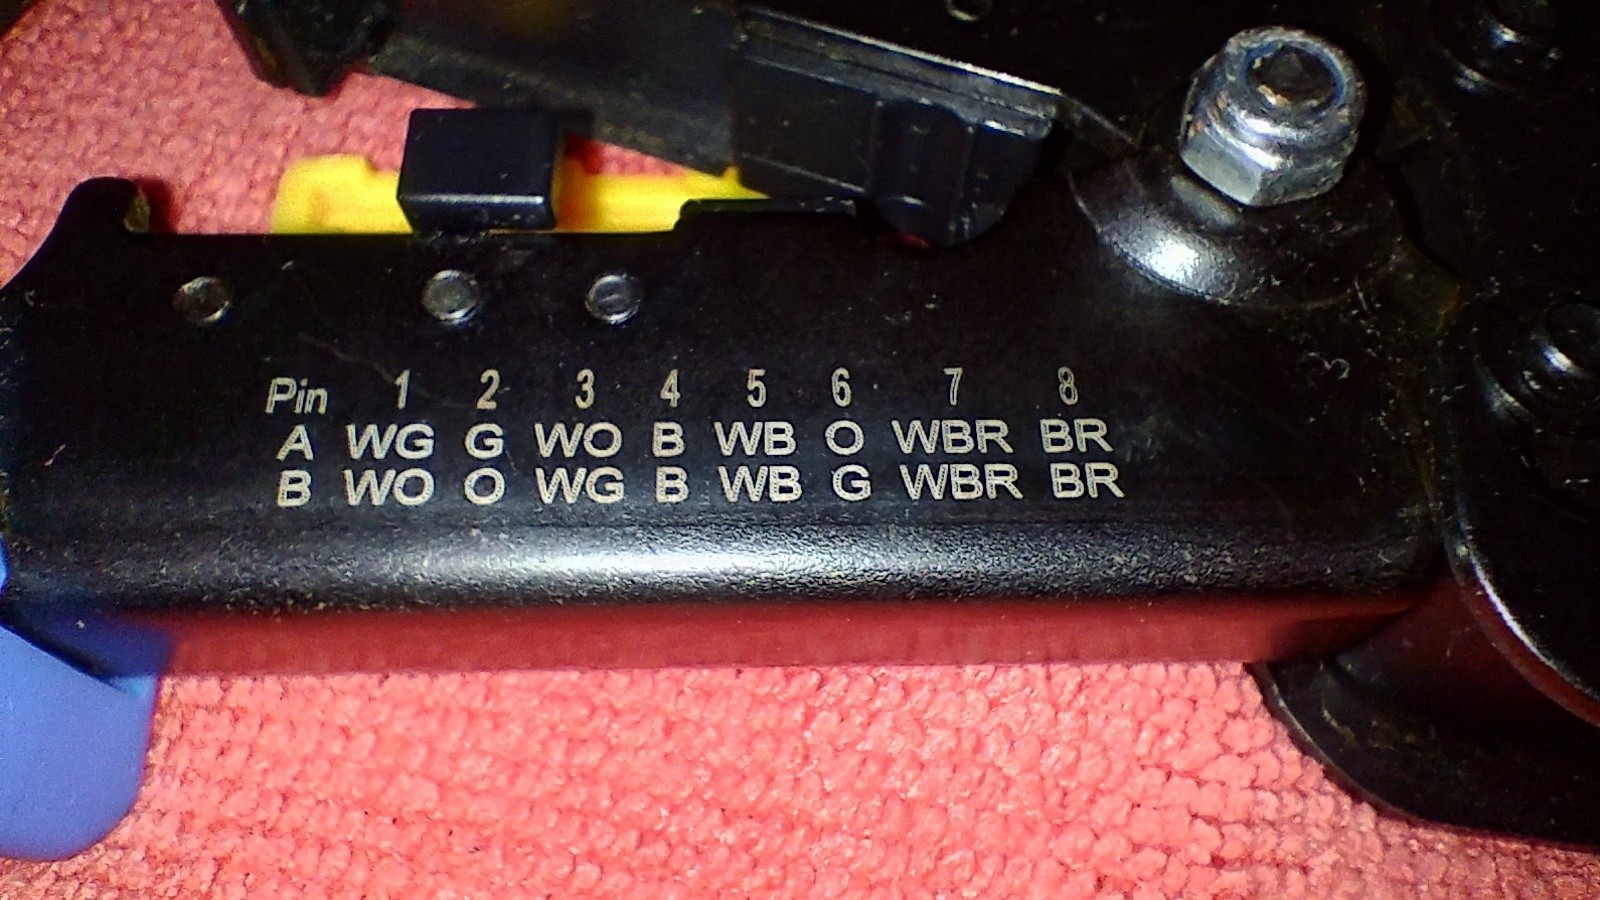 Pin 1 2 3 4 5 6 7 8
A WG G WO B WB O WBR BR
B WO O WG B WB G WBR BR